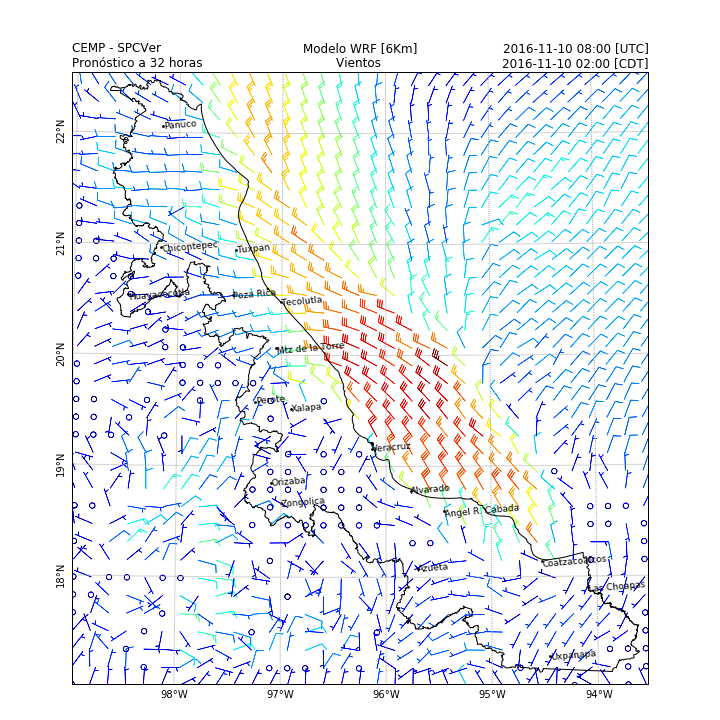 CEMP - SPCVer Modelo WRF [6Km] 2016-11-10 08:00 [UTC]
Pronóstico a 32 horas Vientos 2016-11-10 02:00 [CDT]
22°N
Panuco
21°N
Chicontepec Tuxpan
Huayacocotla Poza Rica Tecolutla
20°N
Mtz de la Torre
Perote Xalapa
Veracruz
19°N
Orizaba Alvarado
Zongolica Angel R. Cabada
18°N
Azueta Coatzacoalcos
Las Choapas
Uxpanapa
98°W 97°W 96°W 95°W 94°W